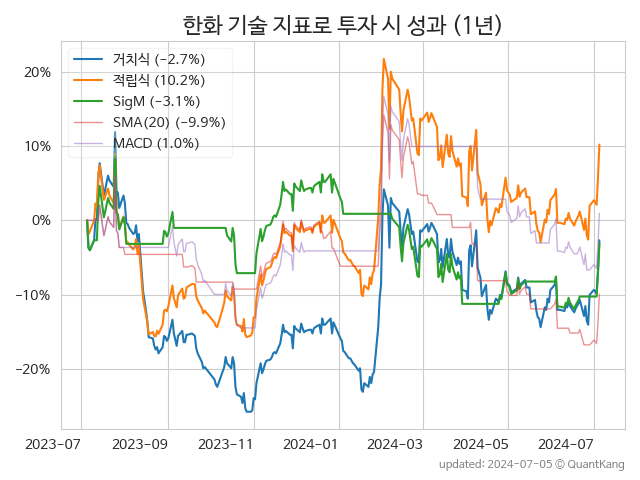 한화 기술 지표로 투자 시 성과 (1년)
거치식 (−2.7%)
적립식 (10.2%)
SigM (−3.1%)
SMA(20) (−9.9%)
MACD (1.0%)
20%
10%
0%
−10%
−20%
2023−07 2023−09 2023−11 2024−01 2024−03 2024−05 2024−07
updated: 2024-07-05 © QuantKang